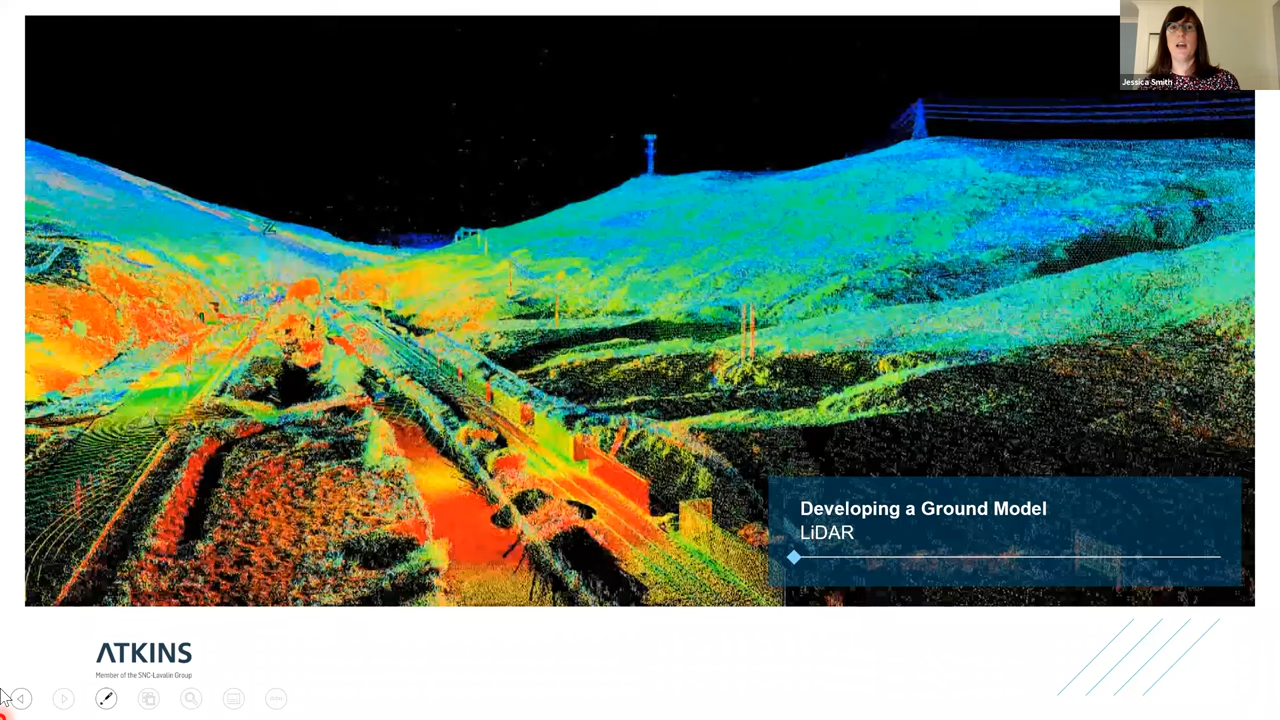 Jessica Smith
Developing a Ground Model
LiDAR
ATKINS
Member of the SNC-Lavalin Group